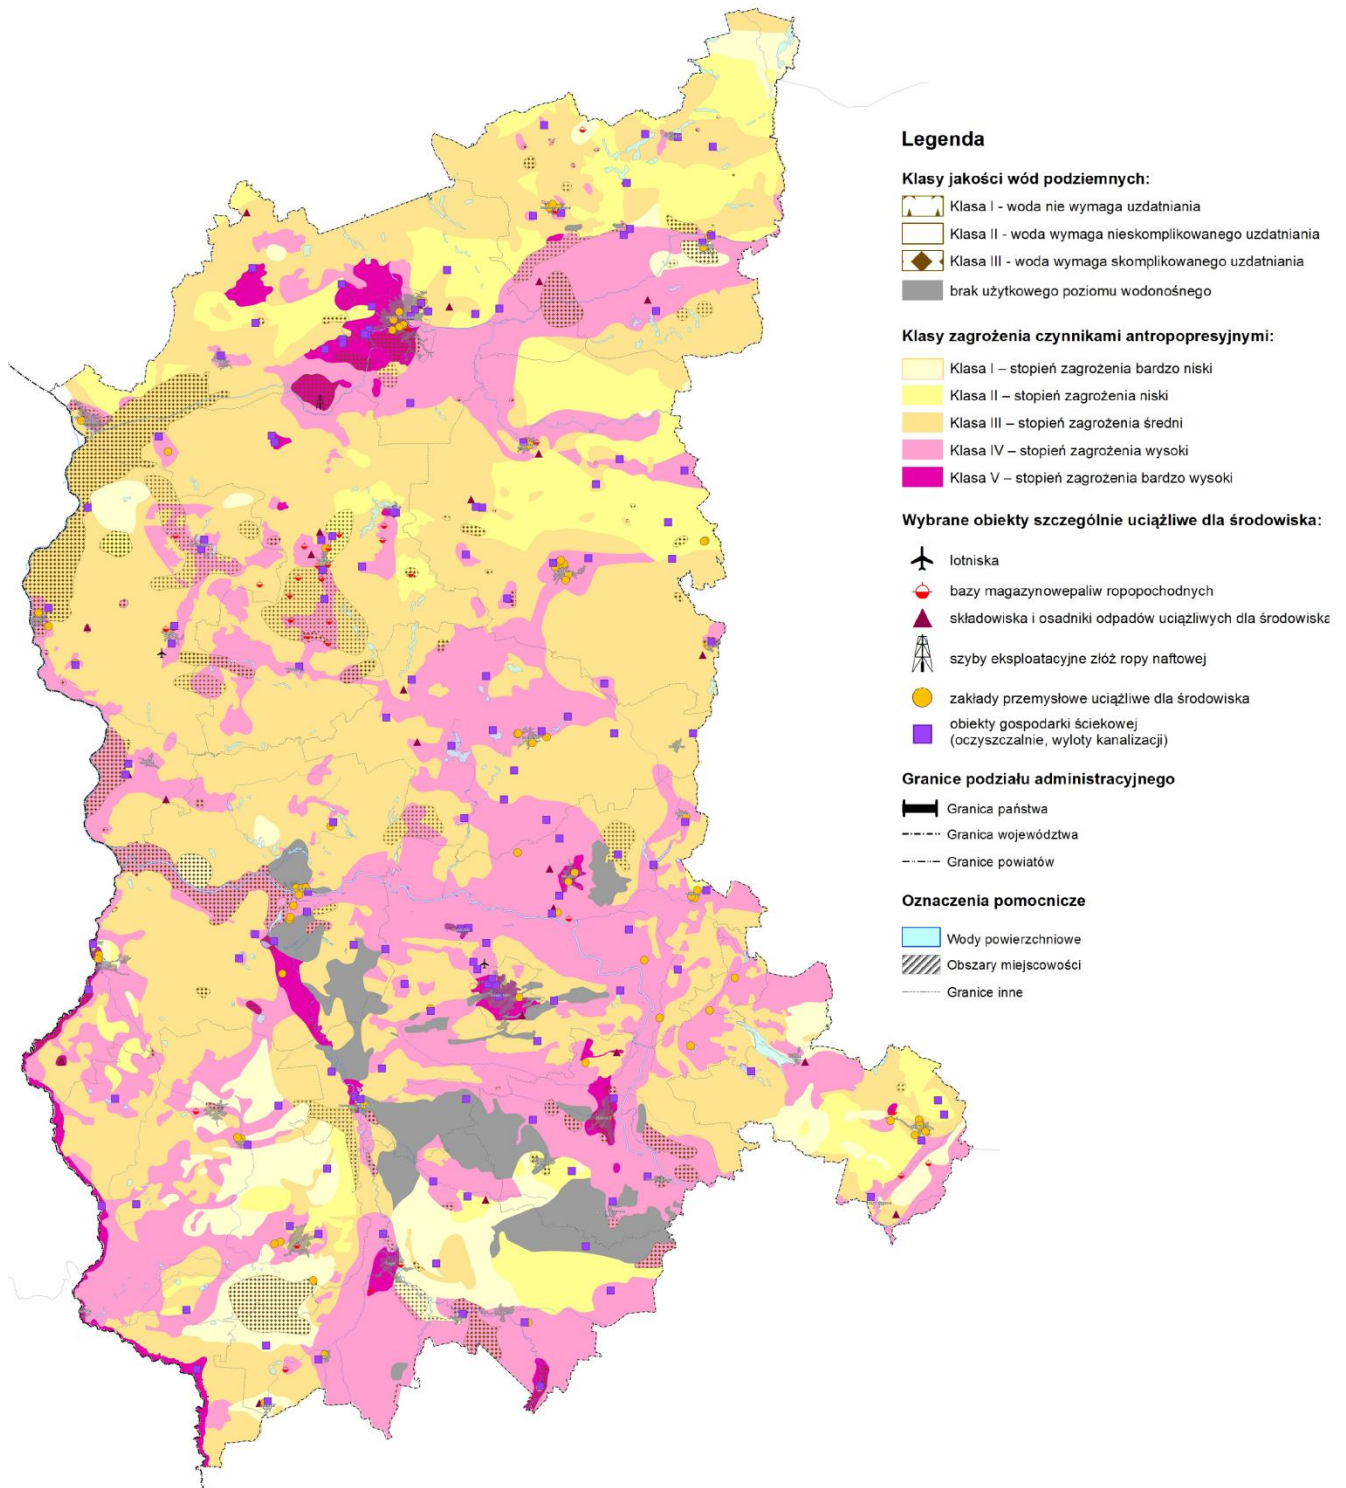 Legenda
Klasy jakości wód podziemnych:
Klasa I - woda nie wymaga uzdatniania
Klasa II - woda wymaga nieskomplikowanego uzdatniania
Klasa III - woda wymaga skomplikowanego uzdatniania
brak użytkowego poziomu wodonośnego
Klasy zagrożenia czynnikami antropopresyjnymi:
Klasa I – stopień zagrożenia bardzo niski
Klasa II – stopień zagrożenia niski
Klasa III – stopień zagrożenia średni
Klasa IV – stopień zagrożenia wysoki
Klasa V – stopień zagrożenia bardzo wysoki
Wybrane obiekty szczególnie uciążliwe dla środowiska:
lotniska
bazy magazynowepaliw ropopochodnych
składowiska i osadniki odpadów uciążliwych dla środowiska
szyby eksploatacyjne złóż ropy naftowej
zakłady przemysłowe uciążliwe dla środowiska
obiekty gospodarki ściekowej
(oczyszczalnie, wyloty kanalizacji)
Granice podziału administracyjnego
Granica państwa
Granica województwa
Granice powiatów
Oznaczenia pomocnicze
Wody powierzchniowe
Obszary miejscowości
Granice inne